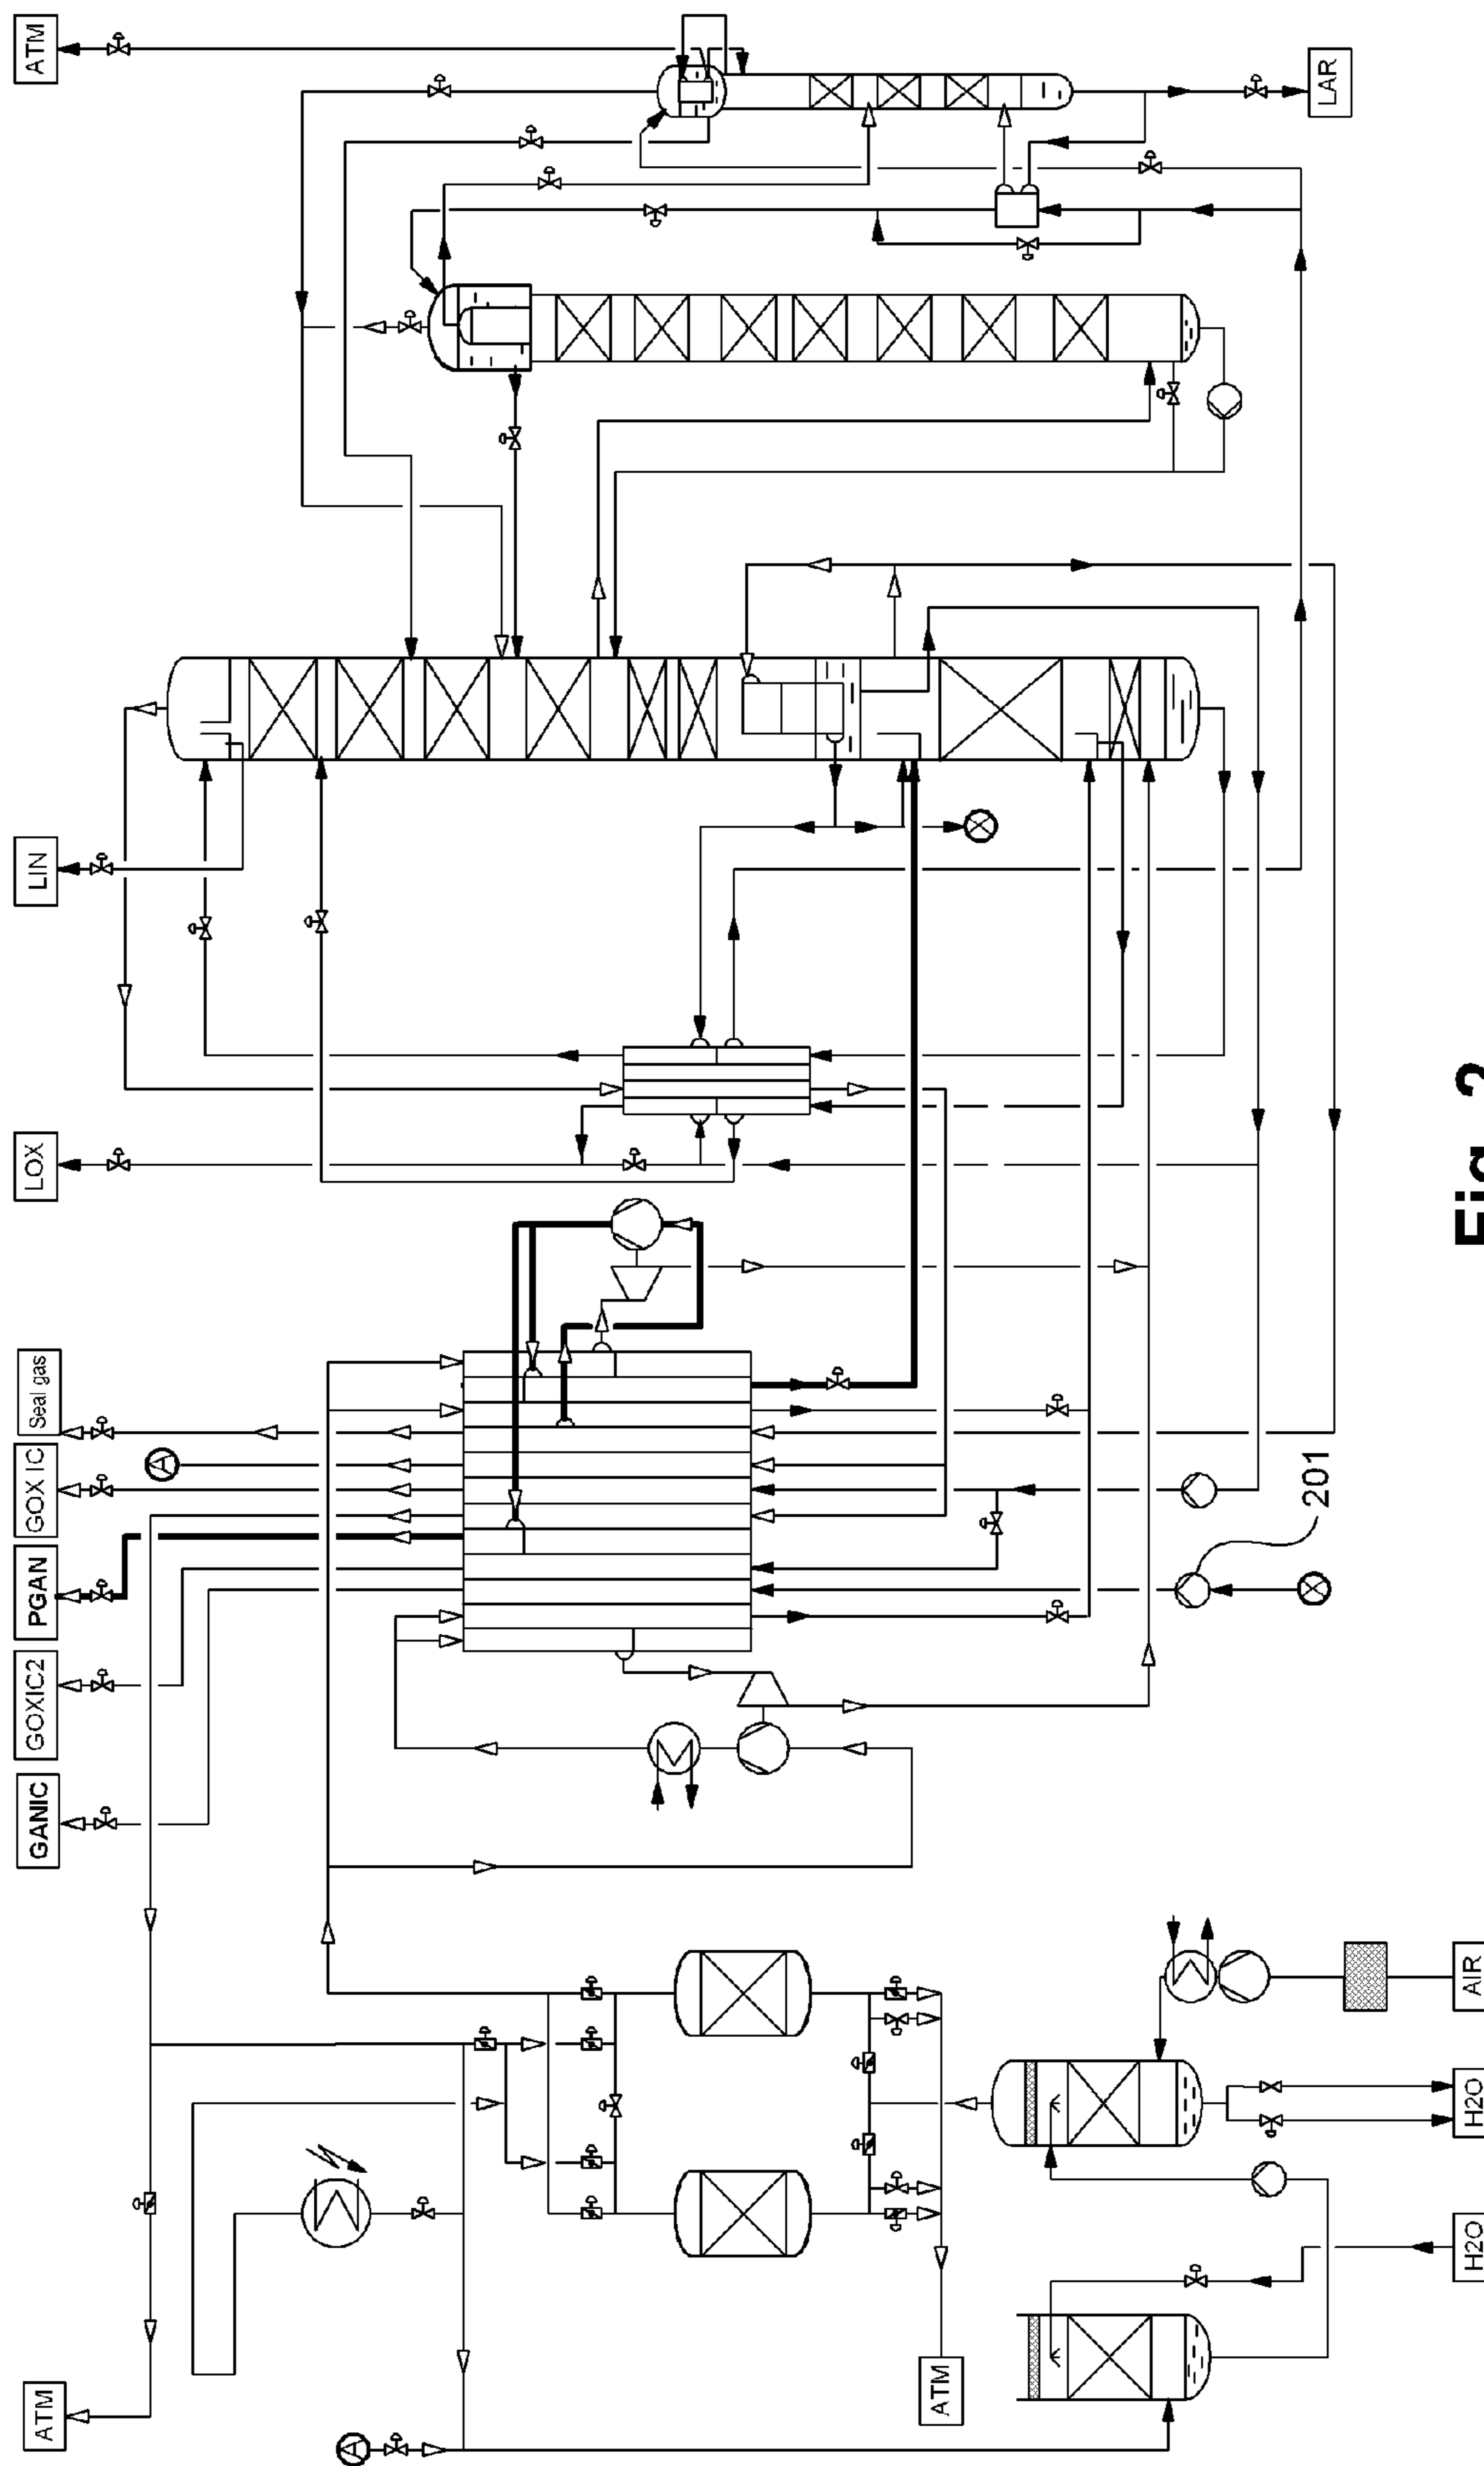 ATM
LAR
LIN
X
LOX
Fig. 2
Seal gas
GOX IC
A
PGAN
GOXIC2
GANIC
201
X
AIR
H2O
H2O
ATM
ATM
A